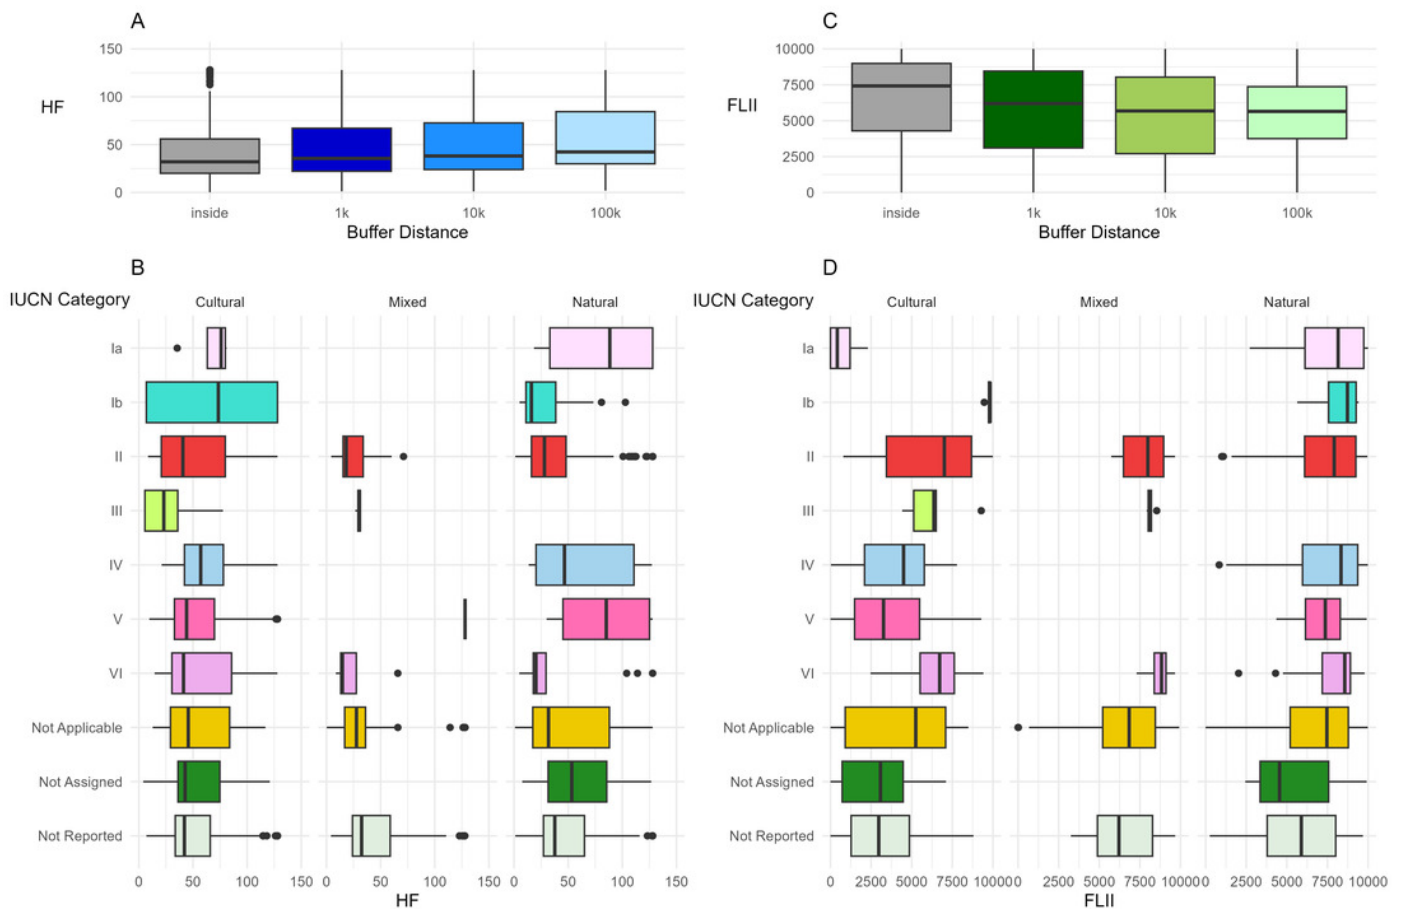 A
HF
150
100
50
0
inside 1k 10k 100k
Buffer Distance
C
FLII
10000
7500
5000
2500
0
inside 1k 10k 100k
Buffer Distance
B
IUCN Category
Cultural Mixed Natural
Ia
Ib
II
III
IV
V
VI
Not Applicable
Not Assigned
Not Reported
0 50 100 150 0 50 100 150 0 50 100 150
HF
D
IUCN Category
Cultural Mixed Natural
Ia
Ib
II
III
IV
V
VI
Not Applicable
Not Assigned
Not Reported
0 2500 5000 7500 100000 2500 5000 7500 100000 2500 5000 7500 10000
FLII